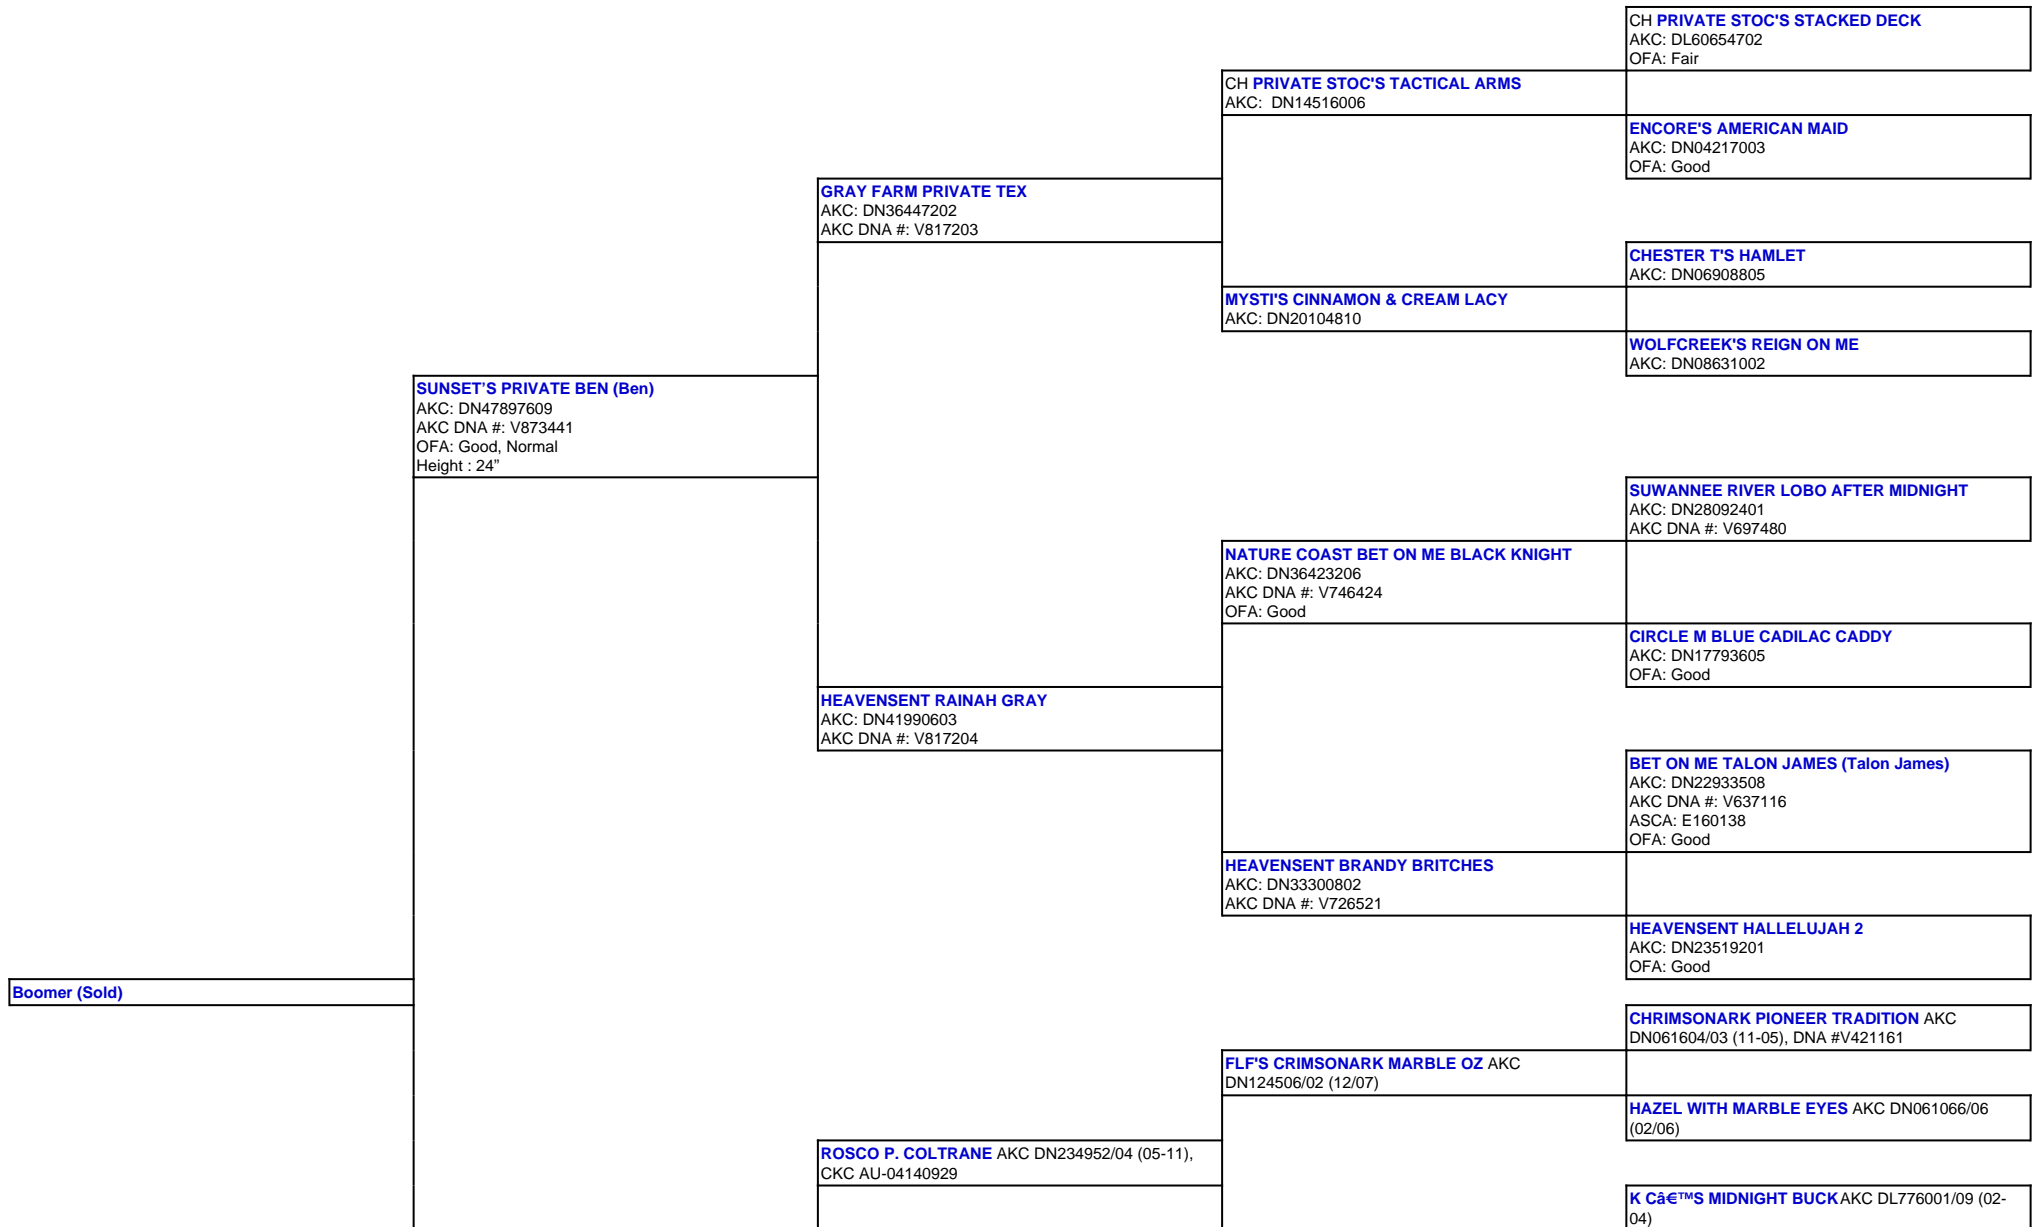 CH PRIVATE STOC'S STACKED DECK
AKC: DL60654702
OFA: Fair
CH PRIVATE STOC'S TACTICAL ARMS
AKC:  DN14516006
ENCORE'S AMERICAN MAID
AKC: DN04217003
OFA: Good
GRAY FARM PRIVATE TEX
AKC: DN36447202
AKC DNA #: V817203
CHESTER T'S HAMLET
AKC: DN06908805
MYSTI'S CINNAMON & CREAM LACY
AKC: DN20104810
WOLFCREEK'S REIGN ON ME
AKC: DN08631002
SUNSET’S PRIVATE BEN (Ben)
AKC: DN47897609
AKC DNA #: V873441
OFA: Good, Normal
Height : 24”
SUWANNEE RIVER LOBO AFTER MIDNIGHT
AKC: DN28092401
AKC DNA #: V697480
NATURE COAST BET ON ME BLACK KNIGHT
AKC: DN36423206
AKC DNA #: V746424
OFA: Good
CIRCLE M BLUE CADILAC CADDY
AKC: DN17793605
OFA: Good
HEAVENSENT RAINAH GRAY
AKC: DN41990603
AKC DNA #: V817204
BET ON ME TALON JAMES (Talon James)
AKC: DN22933508
AKC DNA #: V637116
ASCA: E160138
OFA: Good
HEAVENSENT BRANDY BRITCHES
AKC: DN33300802
AKC DNA #: V726521
HEAVENSENT HALLELUJAH 2
AKC: DN23519201
OFA: Good
Boomer (Sold)
CHRIMSONARK PIONEER TRADITION AKC
DN061604/03 (11-05), DNA #V421161
FLF'S CRIMSONARK MARBLE OZ AKC
DN124506/02 (12/07)
HAZEL WITH MARBLE EYES AKC DN061066/06
(02/06)
ROSCO P. COLTRANE AKC DN234952/04 (05-11),
CKC AU-04140929
K Câ€™S MIDNIGHT BUCK AKC DL776001/09 (02-
04)